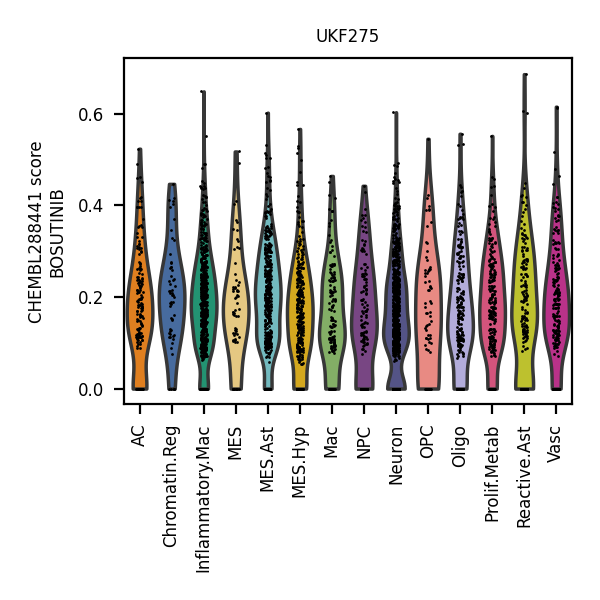 UKF275
CHEMBL288441 score
BOSUTINIB
0.6
0.4
0.2
0.0
AC
Chromatin.Reg
Inflammatory.Mac
MES
MES.Ast
MES.Hyp
Mac
NPC
Neuron
OPC
Oligo
Prolif.Metab
Reactive.Ast
Vasc